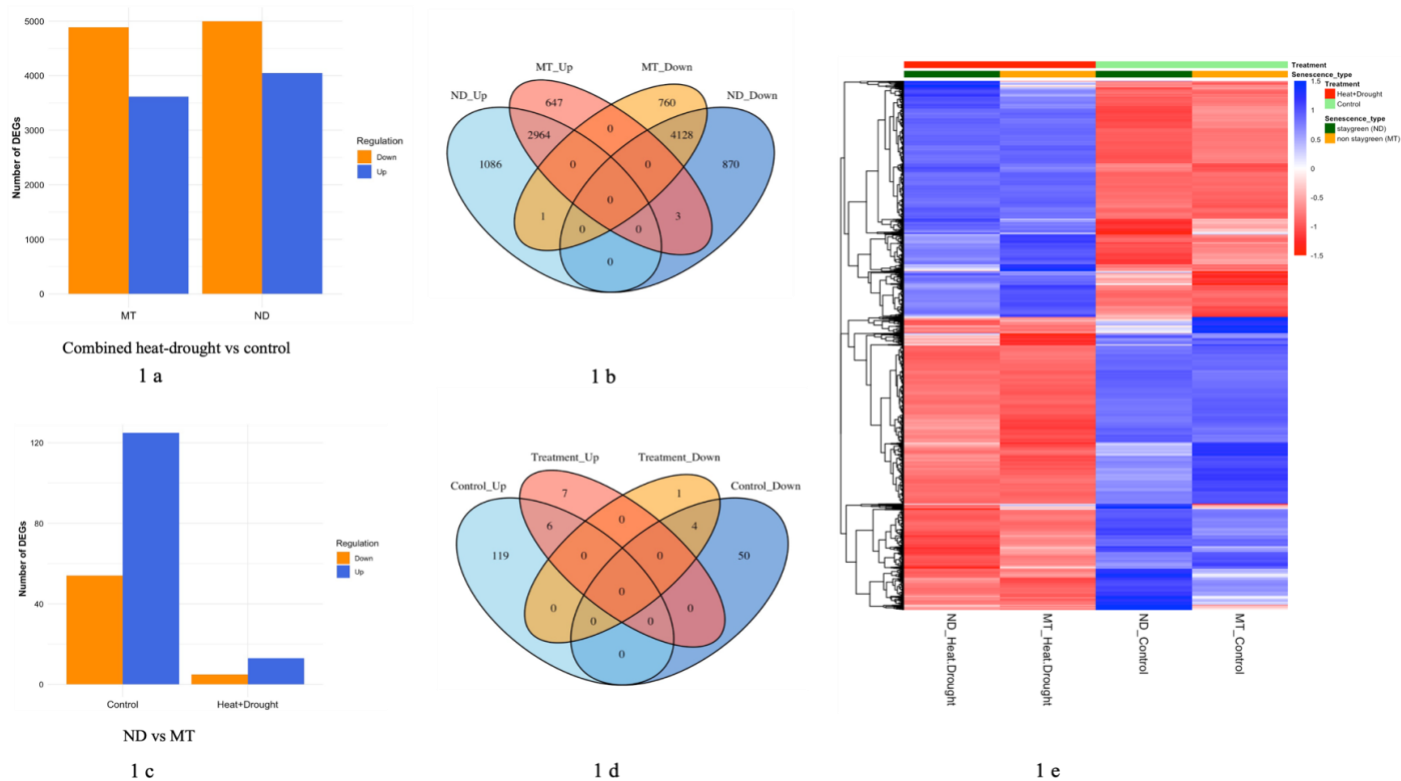 5000
4000
3000
2000
1000
0
Number of DEGs
MT
ND
Regulation
Down
Up
Combined heat-drought vs control
1 a
MT_Up
MT_Down
ND_Up
ND_Down
647
760
0
2964
4128
1086
0
0
870
0
1
3
0
0
0
1 b
120
80
40
0
Number of DEGs
Control
Heat+Drought
Regulation
Down
Up
ND vs MT
1 c
Treatment_Up
Treatment_Down
Control_Up
Control_Down
7
1
0
6
4
119
0
0
50
0
0
0
0
0
0
1 d
Treatment
Senescence_type
1.5
1
0.5
0
-0.5
-1
-1.5
Treatment
Heat+Drought
Control
Senescence_type
staygreen (ND)
non staygreen (MT)
ND_Heat.Drought
MT_Heat.Drought
ND_Control
MT_Control
1 e